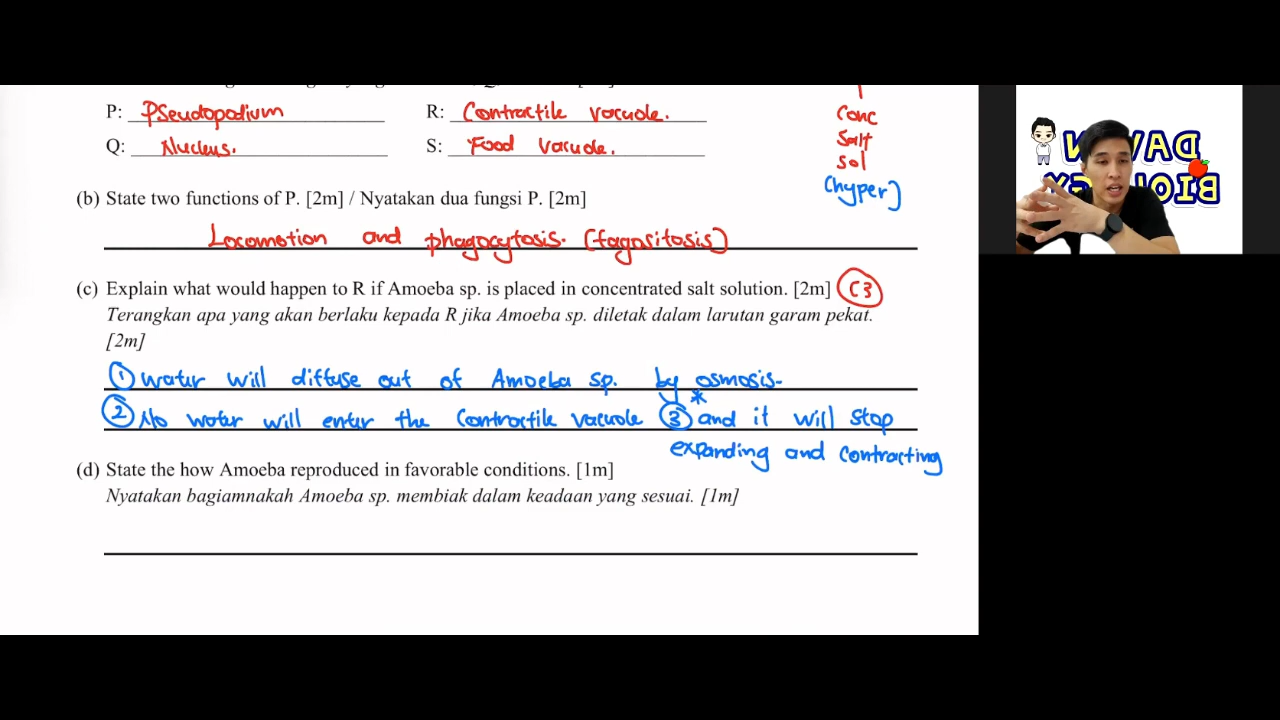 P: Pseudopodium R: Contractile vacuole.
Conc
Salt
sol
(hyper)
Q: Nucleus. S: Food vacuole.
(b) State two functions of P. [2m] / Nyatakan dua fungsi P. [2m]
Locomotion and phagocytosis. (fagositosis)
(c) Explain what would happen to R if Amoeba sp. is placed in concentrated salt solution. [2m] C3
Terangkan apa yang akan berlaku kepada R jika Amoeba sp. diletak dalam larutan garam pekat.
[2m]
① water will diffuse out of Amoeba sp. by osmosis.
② No water will enter the contractile vacuole ③ * and it will stop
expanding and contracting
(d) State the how Amoeba reproduced in favorable conditions. [1m]
Nyatakan bagiamnakah Amoeba sp. membiak dalam keadaan yang sesuai. [1m]